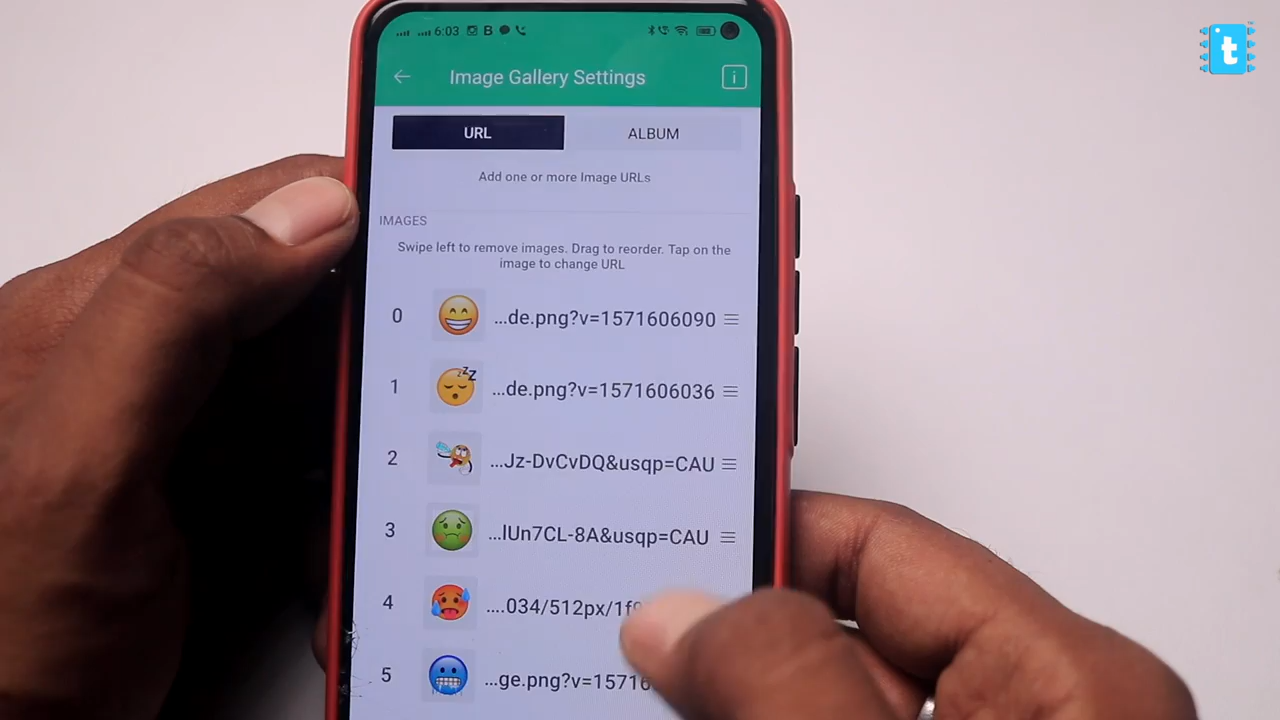 t
6:03 B
Image Gallery Settings
i
URL ALBUM
Add one or more Image URLs
IMAGES
Swipe left to remove images. Drag to reorder. Tap on the
image to change URL
0 ...de.png?v=1571606090
1 ...de.png?v=1571606036
2 ...Jz-DvCvDQ&usqp=CAU
3 ...lUn7CL-8A&usqp=CAU
4 ....034/512px/1f
5 ...ge.png?v=15716